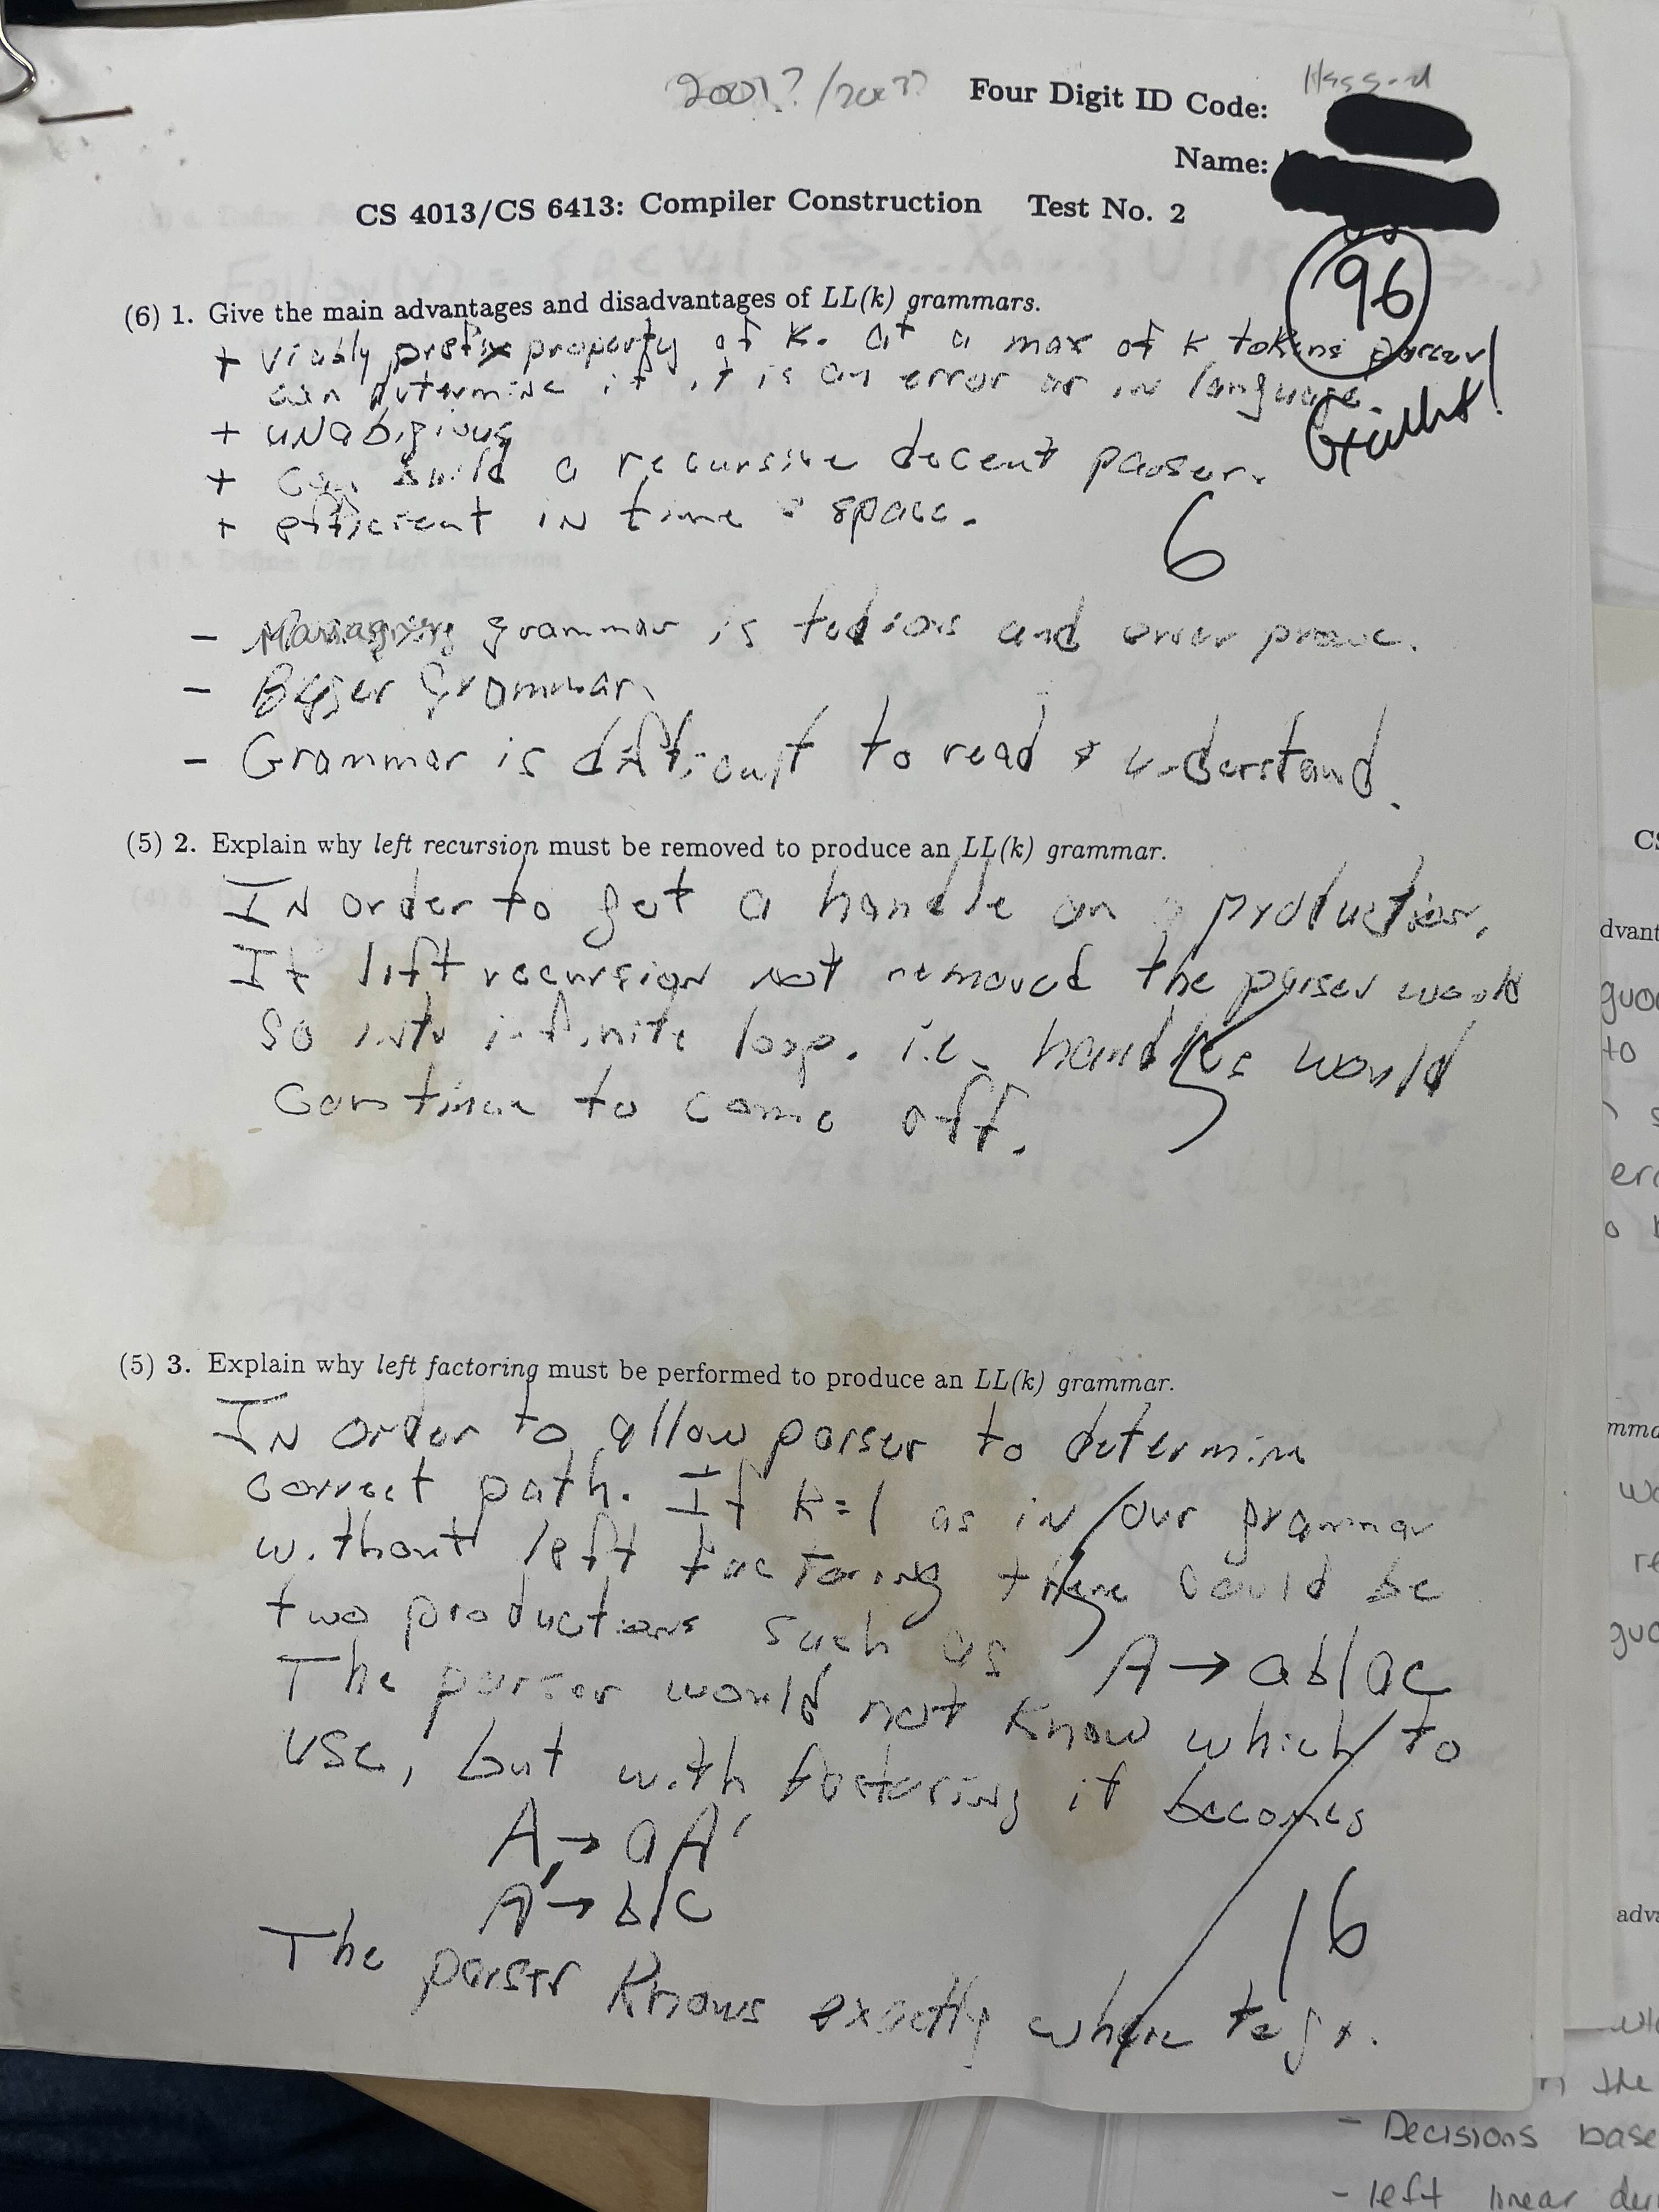 2001?/200??
Four Digit ID Code:
Name:
CS 4013/CS 6413: Compiler Construction Test No. 2
96
(6) 1. Give the main advantages and disadvantages of LL(k) grammars.
+ Viably prefix property of k. at a max of k tokens parser
can determine if it is an error or in language.
+ unabigious
+ Can build a recursive decent parser.
+ efficient in time & space.
6
- grammar is tedious and error prone.
- Bigger Grammar.
- Grammar is difficult to read & understand.
(5) 2. Explain why left recursion must be removed to produce an LL(k) grammar.
In order to get a handle on a production.
If left recursion not removed the parser would
go into infinite loop. i.e. handles would
continue to come off.
5
(5) 3. Explain why left factoring must be performed to produce an LL(k) grammar.
In order to allow parser to determine
correct path. If k=1 as in our grammar
without left factoring there could be
two productions such as A → ab|ac
The parser would not know which to
use, but with factoring it becomes
A → aA'
A' → b|c
16
The parser knows exactly where to go.
CS
dvant
guo
to
mma
wo
re
guo
adva
the
- Decisions base
- left linear